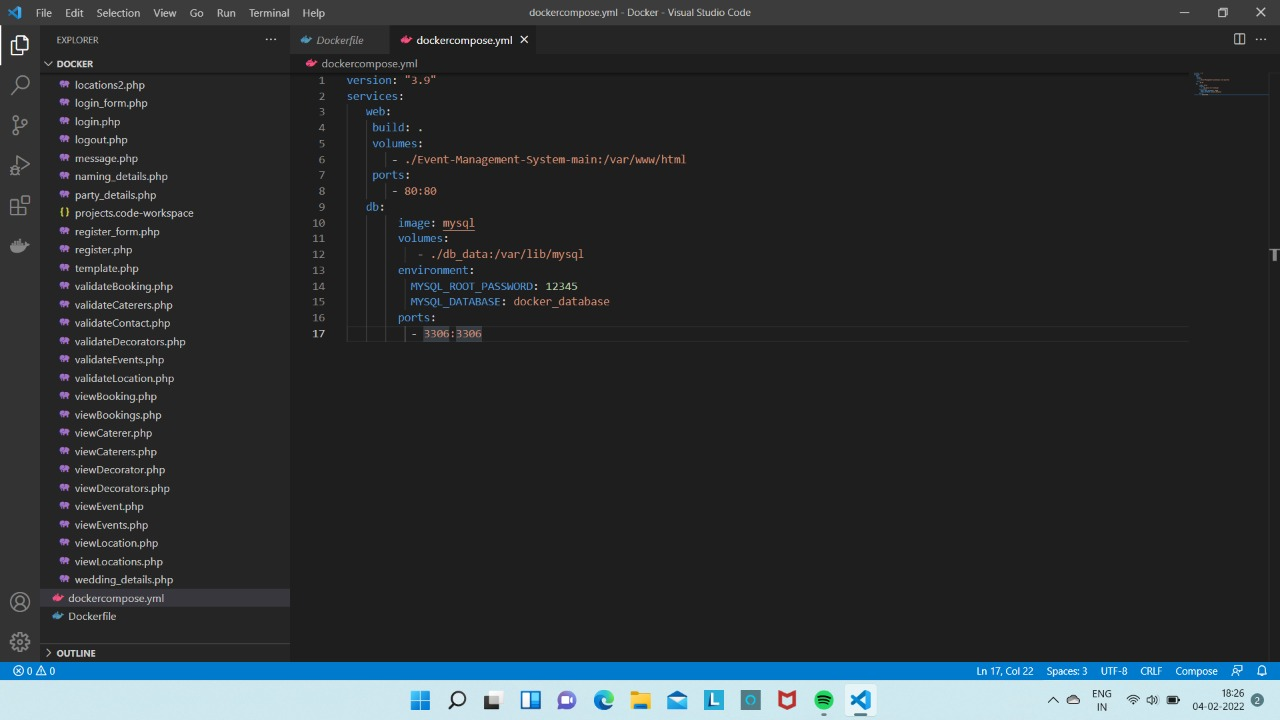 File Edit Selection View Go Run Terminal Help
dockercompose.yml - Docker - Visual Studio Code
EXPLORER
DOCKER
locations2.php
login_form.php
login.php
logout.php
message.php
naming_details.php
party_details.php
projects.code-workspace
register_form.php
register.php
template.php
validateBooking.php
validateCaterers.php
validateContact.php
validateDecorators.php
validateEvents.php
validateLocation.php
viewBooking.php
viewBookings.php
viewCaterer.php
viewCaterers.php
viewDecorator.php
viewDecorators.php
viewEvent.php
viewEvents.php
viewLocation.php
viewLocations.php
wedding_details.php
dockercompose.yml
Dockerfile
OUTLINE
Dockerfile dockercompose.yml
dockercompose.yml
1 version: "3.9"
2 services:
3 web:
4 build: .
5 volumes:
6 - ./Event-Management-System-main:/var/www/html
7 ports:
8 - 80:80
9 db:
10 image: mysql
11 volumes:
12 - ./db_data:/var/lib/mysql
13 environment:
14 MYSQL_ROOT_PASSWORD: 12345
15 MYSQL_DATABASE: docker_database
16 ports:
17 - 3306:3306
0 0
Ln 17, Col 22 Spaces: 3 UTF-8 CRLF Compose
L
ENG
IN
18:26
04-02-2022
2